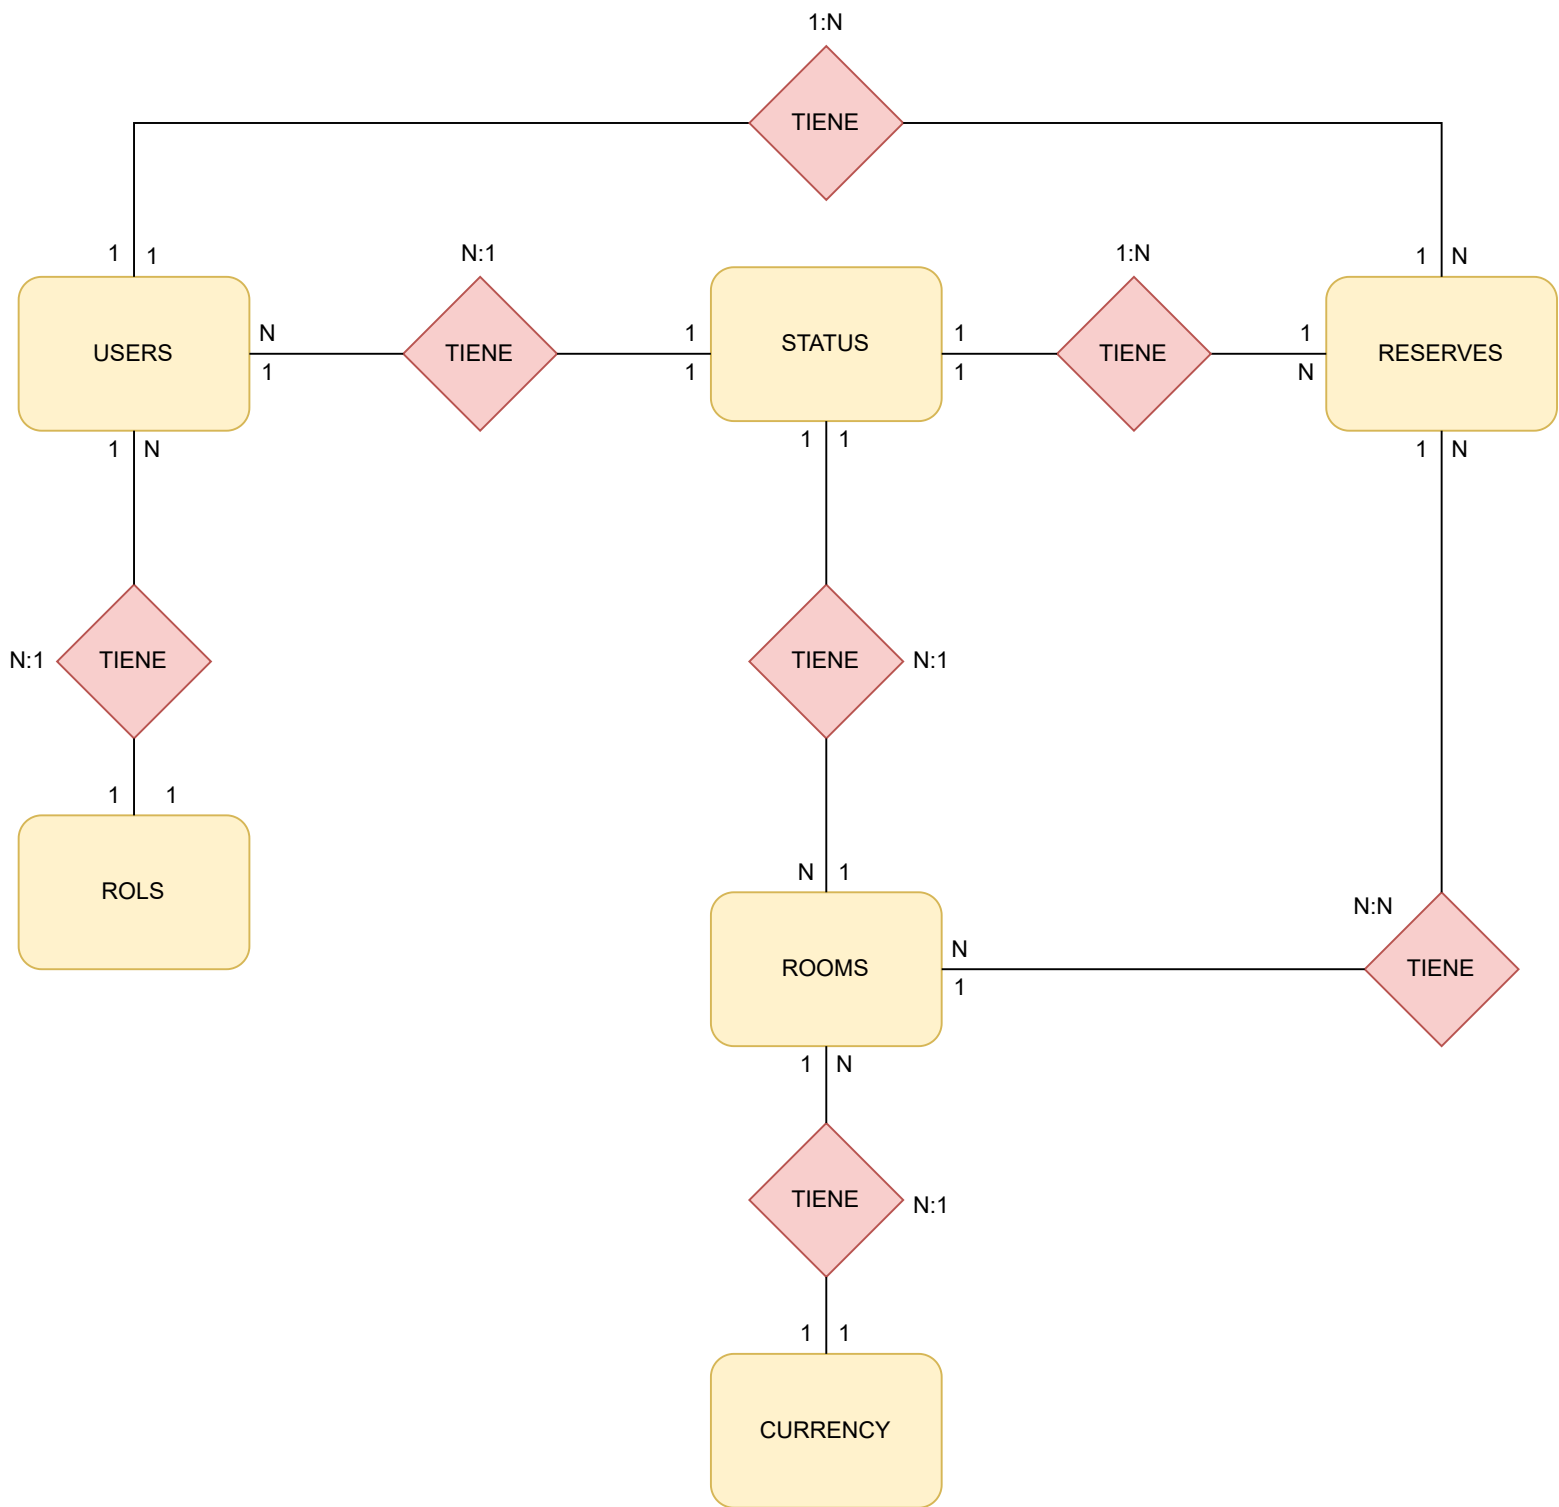 1:N
TIENE
1 1
N:1
1:N
1 N
USERS
N
1
TIENE
1
1
STATUS
1
1
TIENE
1
N
RESERVES
1 N
1 1
1 N
N:1
TIENE
TIENE
N:1
1 1
ROLS
N 1
N:N
ROOMS
N
1
TIENE
1 N
TIENE
N:1
1 1
CURRENCY